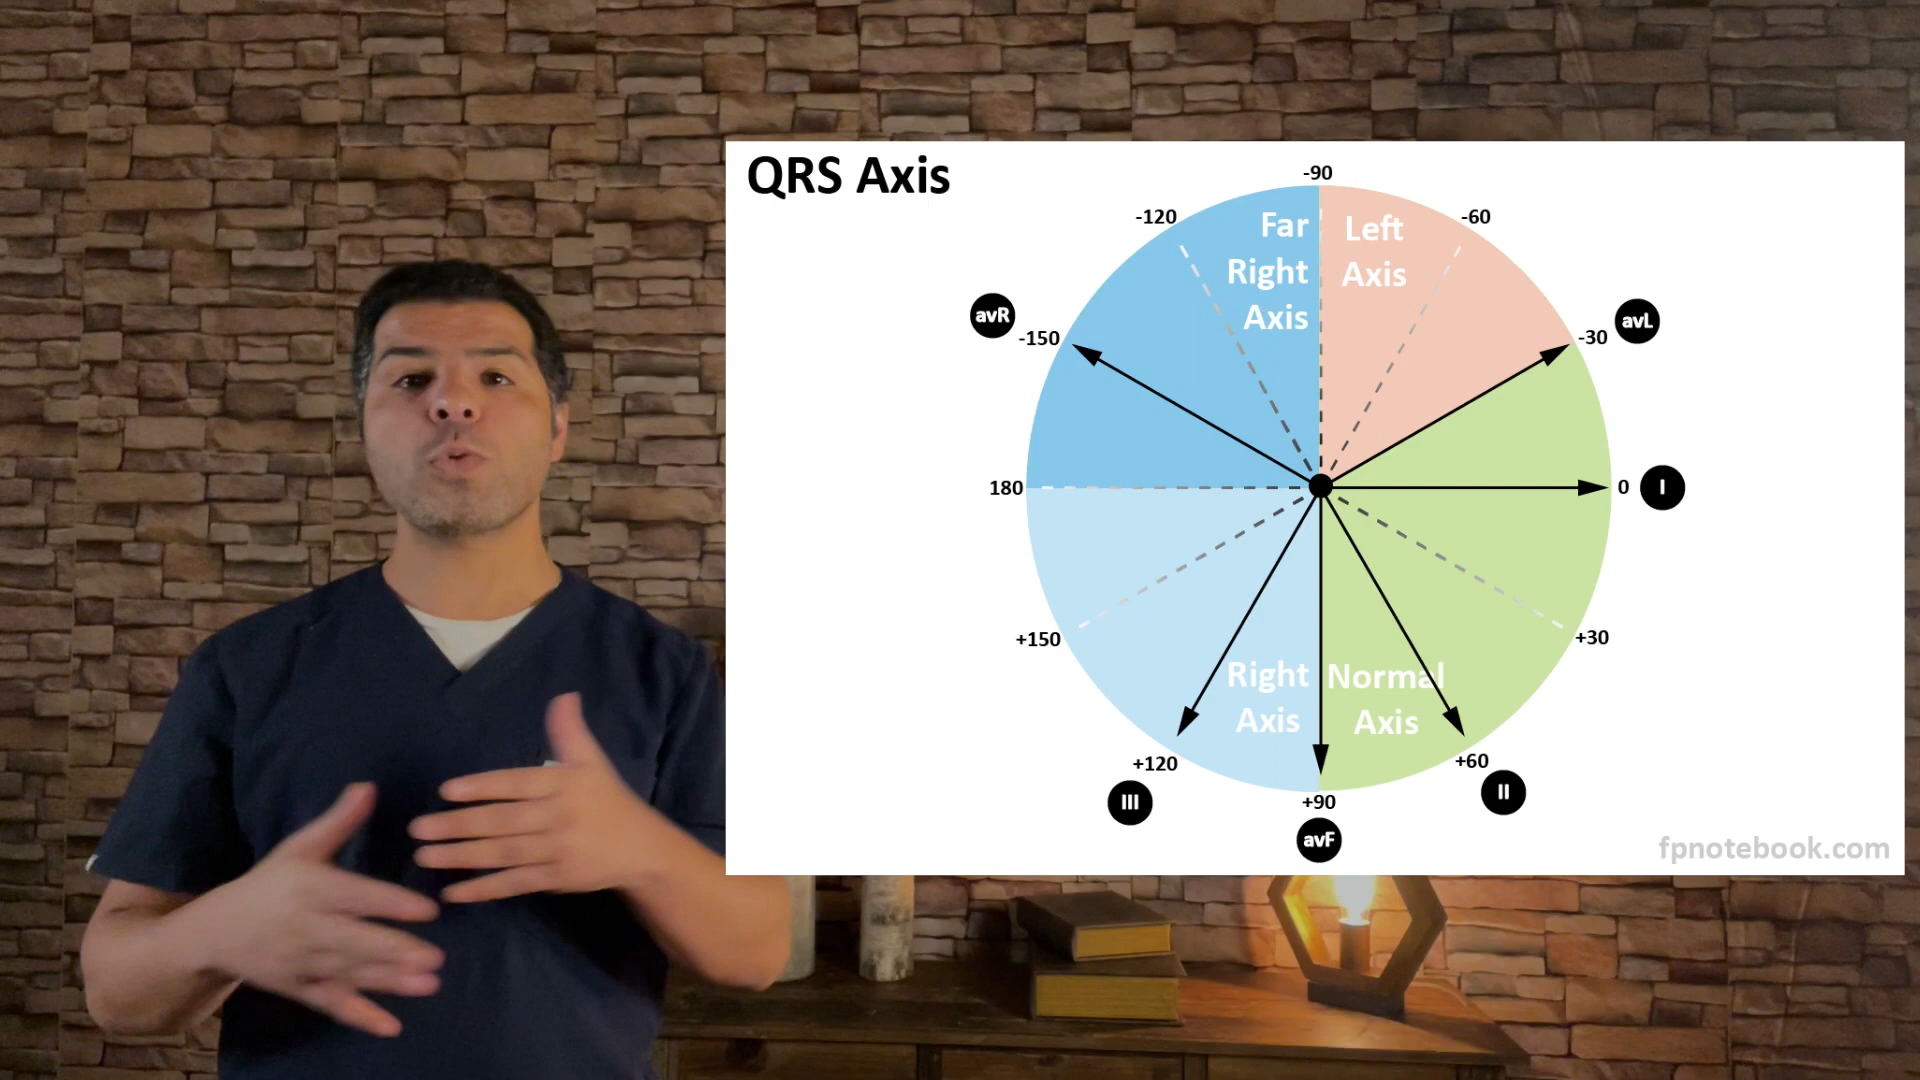 QRS Axis
-90
-120
-60
Far
Right
Axis
Left
Axis
avR
-150
-30
avL
180
0
I
+150
+30
Right
Axis
Normal
Axis
+120
+60
III
II
+90
avF
fpnotebook.com